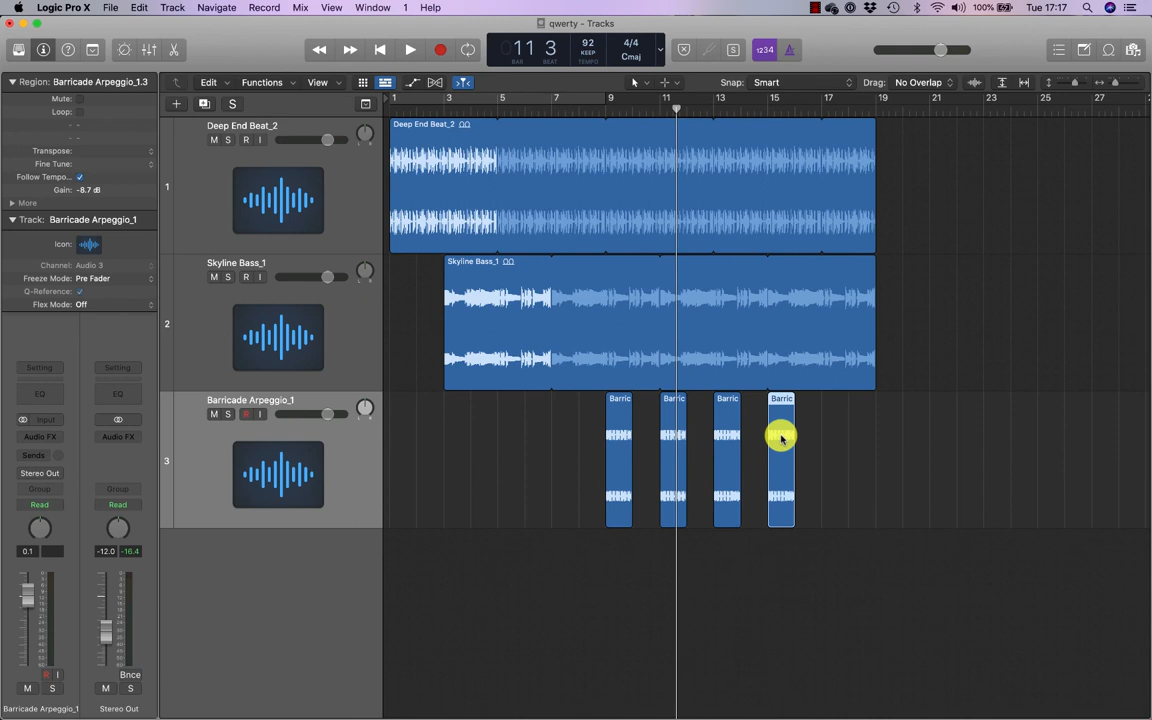 Logic Pro X File Edit Track Navigate Record Mix View Window 1 Help 100% Tue 17:17
qwerty - Tracks
11 3 92 4/4
KEEP Cmaj
BAR BEAT TEMPO
1234
S
Region: Barricade Arpeggio_1.3
Edit Functions View Snap: Smart Drag: No Overlap
Mute:
1 3 5 7 9 11 13 15 17 19 21 23 25 27
Loop:
S
Transpose:
Fine Tune:
Follow Tempo...
Gain: -8.7 dB
More
Track: Barricade Arpeggio_1
Icon:
Channel: Audio 3
Freeze Mode: Pre Fader
Q-Reference:
Flex Mode: Off
Deep End Beat_2
M S R I
L R
1
Deep End Beat_2
Skyline Bass_1
M S R I
L R
2
Skyline Bass_1
Barricade Arpeggio_1
M S R I
L R
3
Barric Barric Barric Barric
Setting Setting
EQ EQ
Input
Audio FX Audio FX
Sends
Stereo Out
Group Group
Read Read
0.1 -12.0 -16.4
R I Bnce
M S M S
Barricade Arpeggio_1 Stereo Out